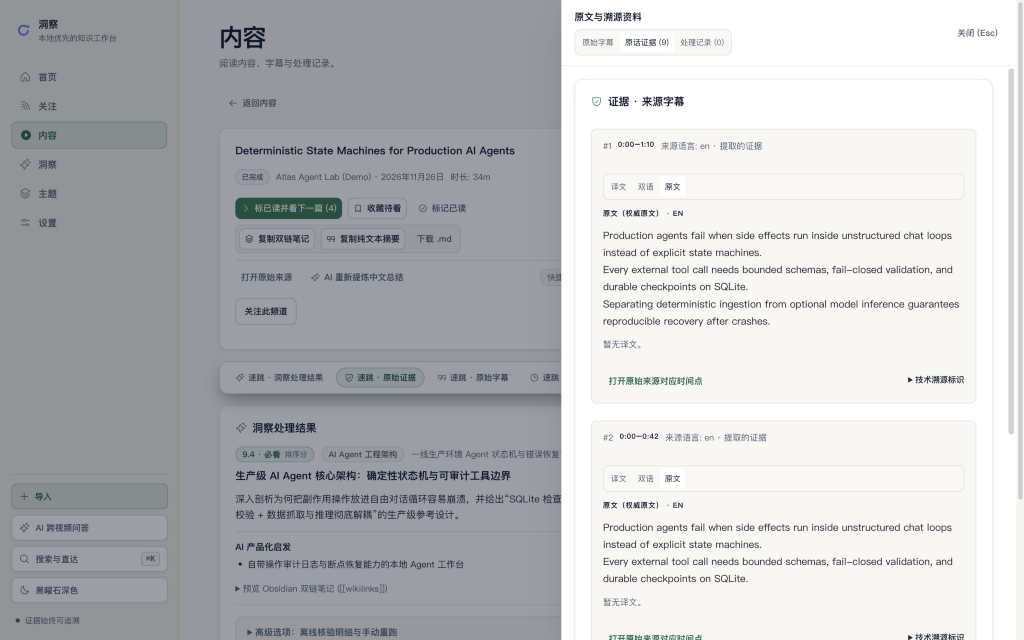 洞察
本地优先的知识工作台
首页
关注
内容
洞察
主题
设置
导入
AI 跨视频问答
搜索与直达 ⌘K
黑曜石深色
证据始终可追溯
内容
阅读内容、字幕与处理记录。
← 返回内容
Deterministic State Machines for Production AI Agents
已完成 Atlas Agent Lab (Demo) · 2026年11月26日 时长: 34m
标已读并看下一篇 (4) 收藏待看 标记已读
复制双链笔记 99 复制纯文本摘要 下载 .md
打开原始来源 AI 重新提炼中文总结 快捷
关注此频道
速跳 · 洞察处理结果 速跳 · 原始证据 99 速跳 · 原始字幕 速跳
洞察处理结果
9.4 · 必看 排序分 AI Agent 工程架构 一线生产环境 Agent 状态机与错误恢复
生产级 AI Agent 核心架构：确定性状态机与可审计工具边界
深入剖析为何把副作用操作放进自由对话循环容易崩溃，并给出“SQLite 检查
校验 + 数据抓取与推理彻底解耦”的生产级参考设计。
AI 产品化启发
• 自带操作审计日志与断点恢复能力的本地 Agent 工作台
▶ 预览 Obsidian 双链笔记 ([[wikilinks]])
▶ 高级选项：离线核验明细与手动重跑
原文与溯源资料
关闭 (Esc)
原始字幕 原话证据 (9) 处理记录 (0)
证据 · 来源字幕
#1 0:00–1:10 来源语言: en · 提取的证据
译文 双语 原文
原文（权威原文） · EN
Production agents fail when side effects run inside unstructured chat loops
instead of explicit state machines.
Every external tool call needs bounded schemas, fail-closed validation, and
durable checkpoints on SQLite.
Separating deterministic ingestion from optional model inference guarantees
reproducible recovery after crashes.
暂无译文。
打开原始来源对应时间点 ▶ 技术溯源标识
#2 0:00–0:42 来源语言: en · 提取的证据
译文 双语 原文
原文（权威原文） · EN
Production agents fail when side effects run inside unstructured chat loops
instead of explicit state machines.
Every external tool call needs bounded schemas, fail-closed validation, and
durable checkpoints on SQLite.
暂无译文。
打开原始来源对应时间点 ▶ 技术溯源标识